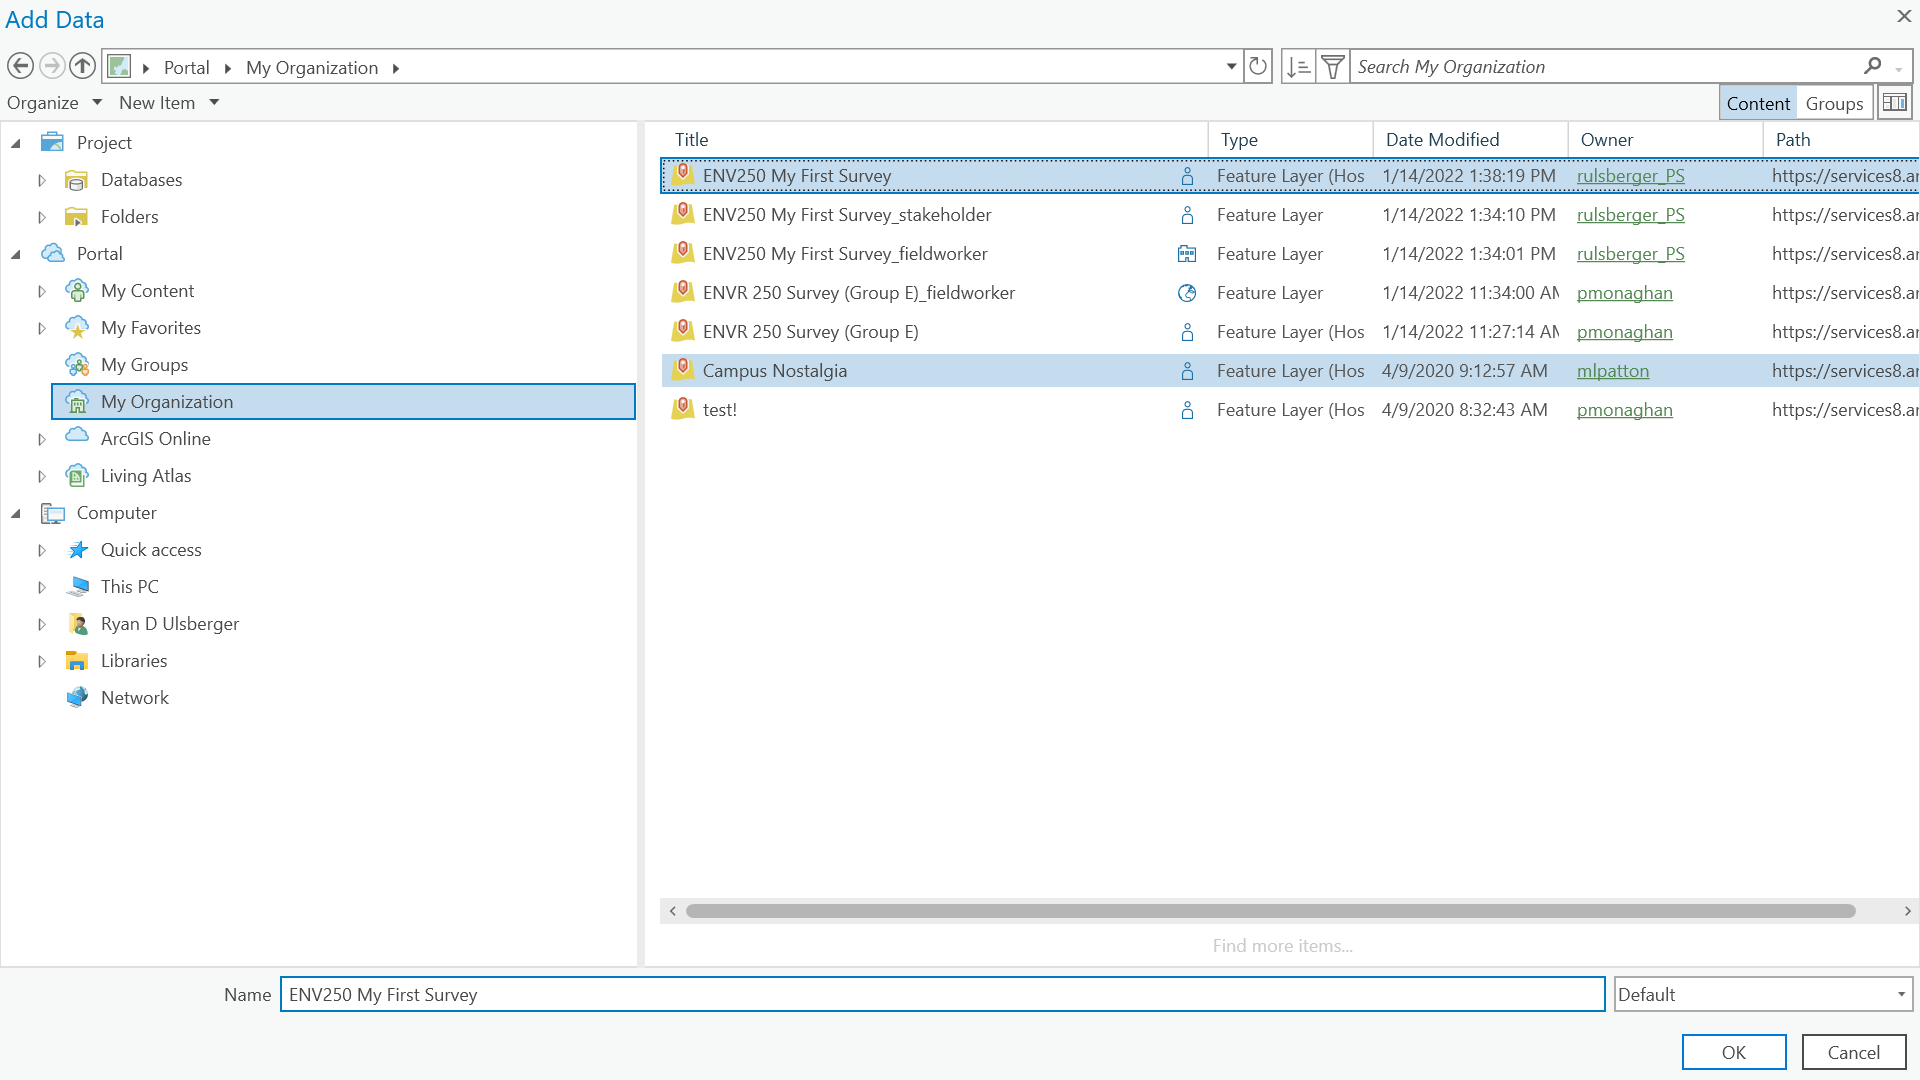 Add Data
Portal My Organization
Search My Organization
Organize New Item
Content Groups
Project
Databases
Folders
Portal
My Content
My Favorites
My Groups
My Organization
ArcGIS Online
Living Atlas
Computer
Quick access
This PC
Ryan D Ulsberger
Libraries
Network
Title Type Date Modified Owner Path
ENV250 My First Survey Feature Layer (Hos 1/14/2022 1:38:19 PM rulsberger_PS https://services8.ar
ENV250 My First Survey_stakeholder Feature Layer 1/14/2022 1:34:10 PM rulsberger_PS https://services8.ar
ENV250 My First Survey_fieldworker Feature Layer 1/14/2022 1:34:01 PM rulsberger_PS https://services8.ar
ENVR 250 Survey (Group E)_fieldworker Feature Layer 1/14/2022 11:34:00 AM pmonaghan https://services8.ar
ENVR 250 Survey (Group E) Feature Layer (Hos 1/14/2022 11:27:14 AM pmonaghan https://services8.ar
Campus Nostalgia Feature Layer (Hos 4/9/2020 9:12:57 AM mlpatton https://services8.ar
test! Feature Layer (Hos 4/9/2020 8:32:43 AM pmonaghan https://services8.ar
Find more items...
Name ENV250 My First Survey Default
OK Cancel